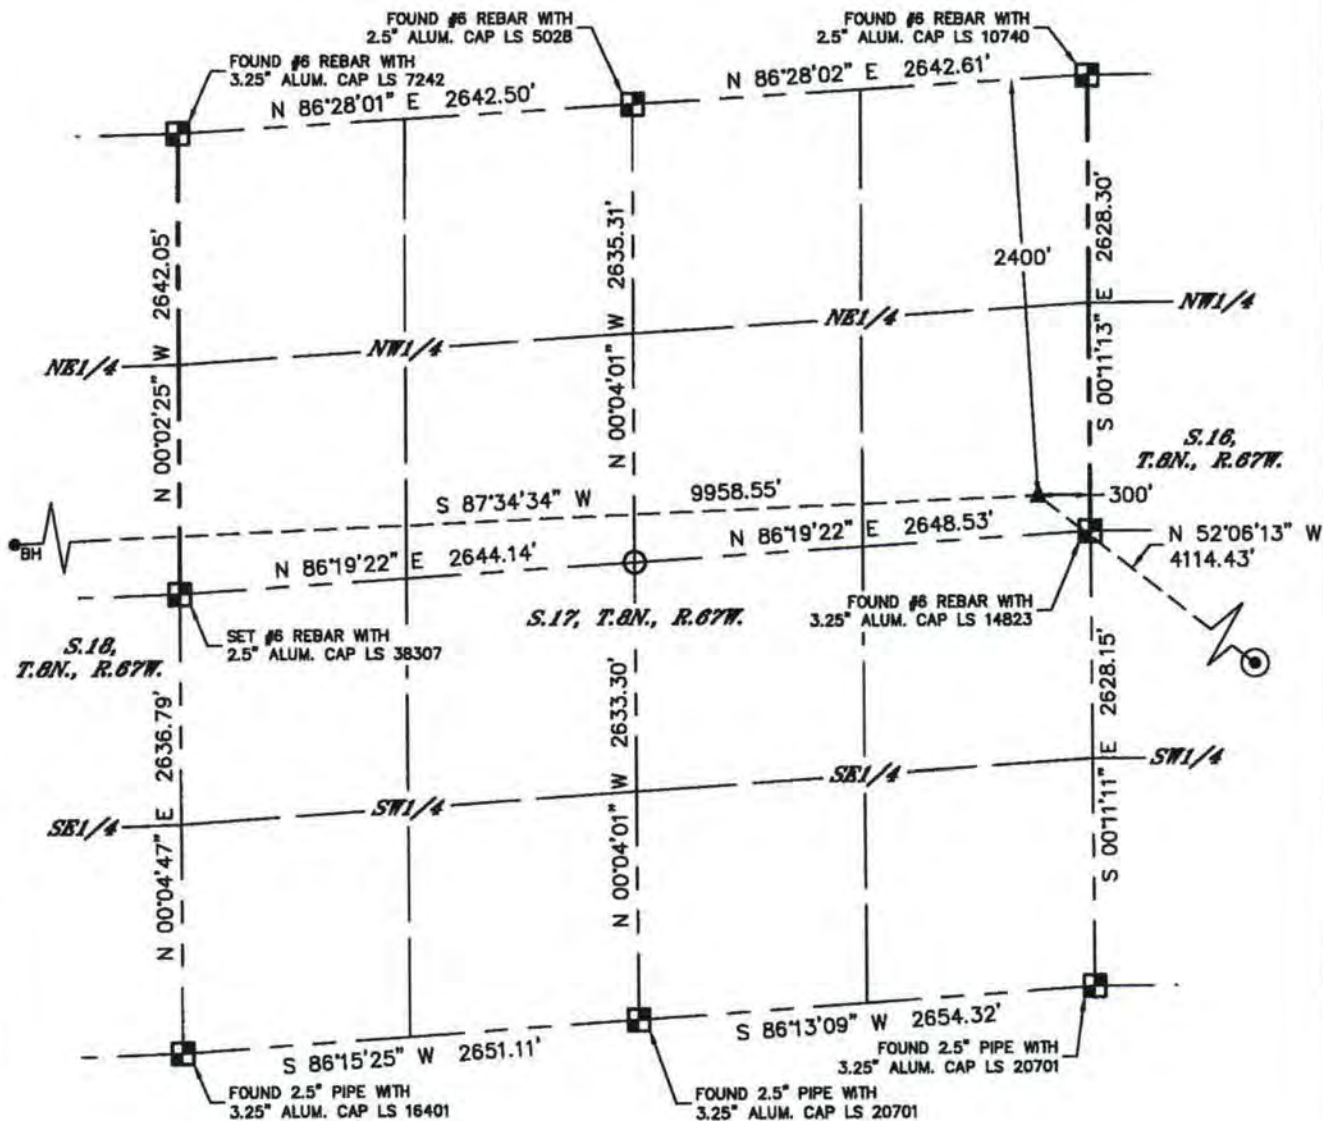 FOUND #6 REBAR WITH
2.5" ALUM. CAP LS 5028
FOUND #6 REBAR WITH
2.5" ALUM. CAP LS 10740
FOUND #6 REBAR WITH
3.25" ALUM. CAP LS 7242
N 86°28'01" E 2642.50'
N 86°28'02" E 2642.61'
N 00°02'25" W 2642.05'
N 00°04'01" W 2635.31'
2400'
S 00°11'13" E 2628.30'
NE1/4
NW1/4
NE1/4
NW1/4
S.16,
T.8N., R.67W.
S 87°34'34" W 9958.55'
300'
BH
N 86°19'22" E 2644.14'
N 86°19'22" E 2648.53'
N 52°06'13" W
4114.43'
SET #6 REBAR WITH
2.5" ALUM. CAP LS 38307
S.17, T.8N., R.67W.
FOUND #6 REBAR WITH
3.25" ALUM. CAP LS 14823
S.18,
T.8N., R.67W.
N 00°04'47" E 2636.79'
N 00°04'01" W 2633.30'
S 00°11'11" E 2628.15'
SE1/4
SW1/4
SE1/4
SW1/4
S 86°15'25" W 2651.11'
S 86°13'09" W 2654.32'
FOUND 2.5" PIPE WITH
3.25" ALUM. CAP LS 20701
FOUND 2.5" PIPE WITH
3.25" ALUM. CAP LS 16401
FOUND 2.5" PIPE WITH
3.25" ALUM. CAP LS 20701